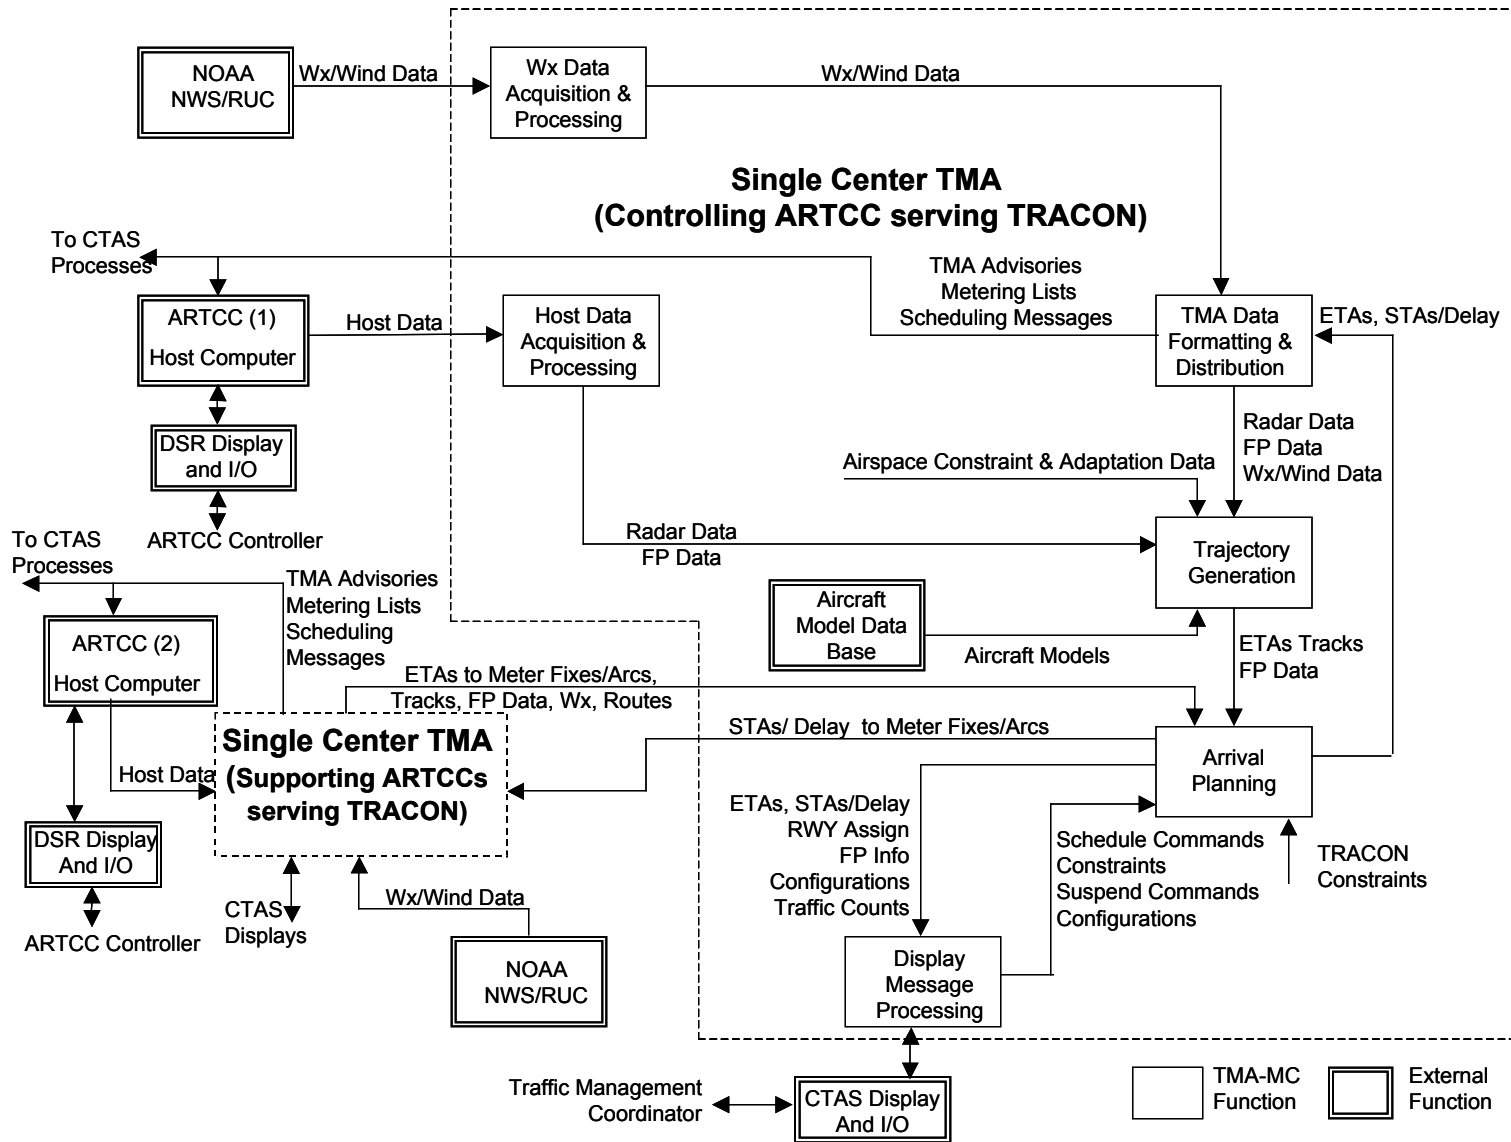 NOAA
NWS/RUC
Wx/Wind Data
Wx Data
Acquisition &
Processing
Wx/Wind Data
Single Center TMA
(Controlling ARTCC serving TRACON)
To CTAS
Processes
TMA Advisories
Metering Lists
Scheduling Messages
ARTCC (1)
Host Computer
Host Data
Host Data
Acquisition &
Processing
TMA Data
Formatting &
Distribution
ETAs, STAs/Delay
DSR Display
and I/O
ARTCC Controller
Radar Data
FP Data
Wx/Wind Data
Airspace Constraint & Adaptation Data
Radar Data
FP Data
Trajectory
Generation
To CTAS
Processes
TMA Advisories
Metering Lists
Scheduling
Messages
Aircraft
Model Data
Base
Aircraft Models
ETAs Tracks
FP Data
ARTCC (2)
Host Computer
ETAs to Meter Fixes/Arcs,
Tracks, FP Data, Wx, Routes
STAs/ Delay to Meter Fixes/Arcs
Host Data
Single Center TMA
(Supporting ARTCCs
serving TRACON)
Arrival
Planning
ETAs, STAs/Delay
RWY Assign
FP Info
Configurations
Traffic Counts
Schedule Commands
Constraints
Suspend Commands
Configurations
TRACON
Constraints
DSR Display
And I/O
ARTCC Controller
CTAS
Displays
Wx/Wind Data
NOAA
NWS/RUC
Display
Message
Processing
Traffic Management
Coordinator
CTAS Display
And I/O
TMA-MC
Function
External
Function